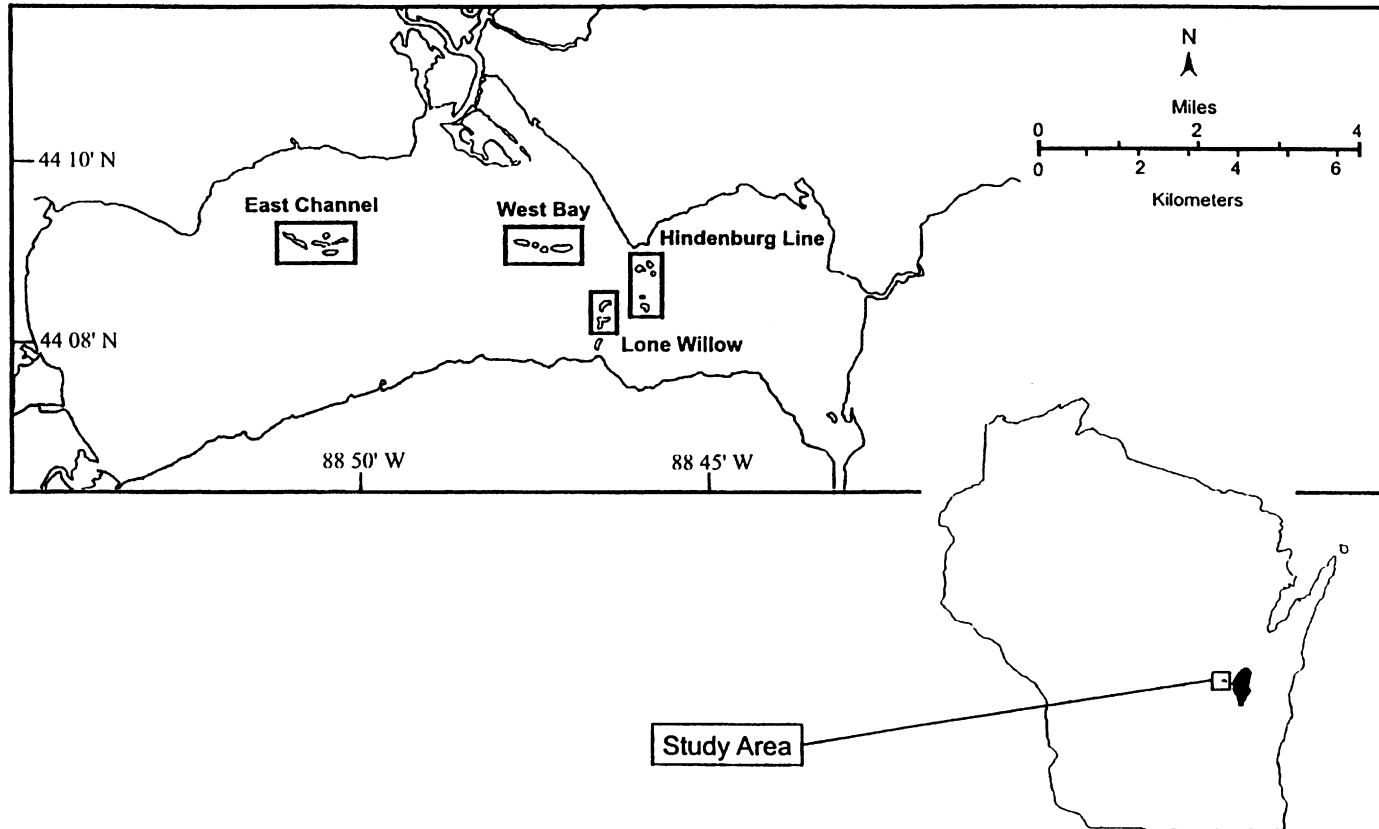 N
Miles
0 2 4
0 2 4 6
Kilometers
44 10' N
East Channel
West Bay
Hindenburg Line
44 08' N
Lone Willow
88 50' W
88 45' W
Study Area